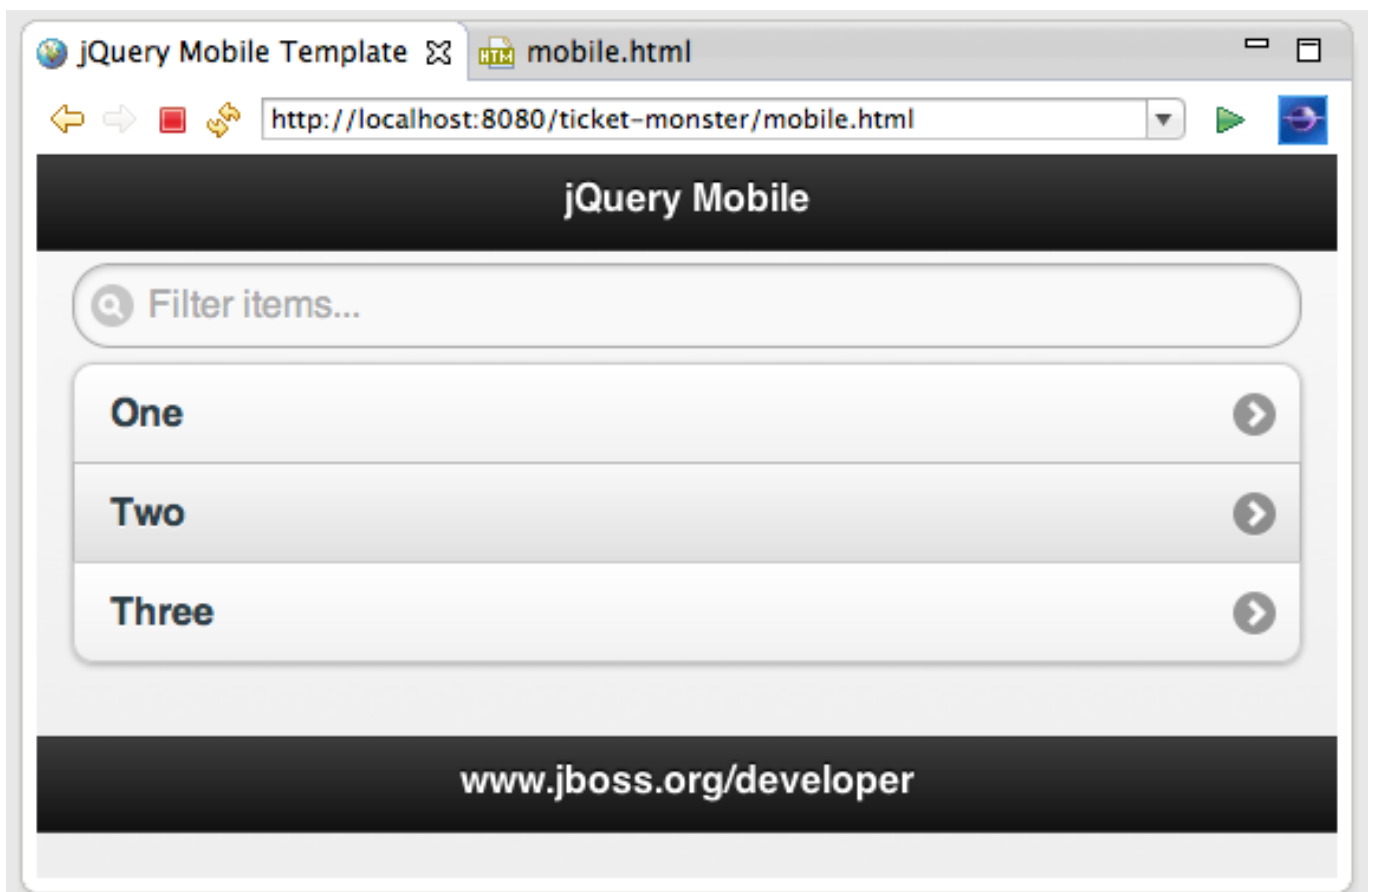 jQuery Mobile Template
HTM mobile.html
http://localhost:8080/ticket-monster/mobile.html
jQuery Mobile
Filter items...
One
Two
Three
www.jboss.org/developer